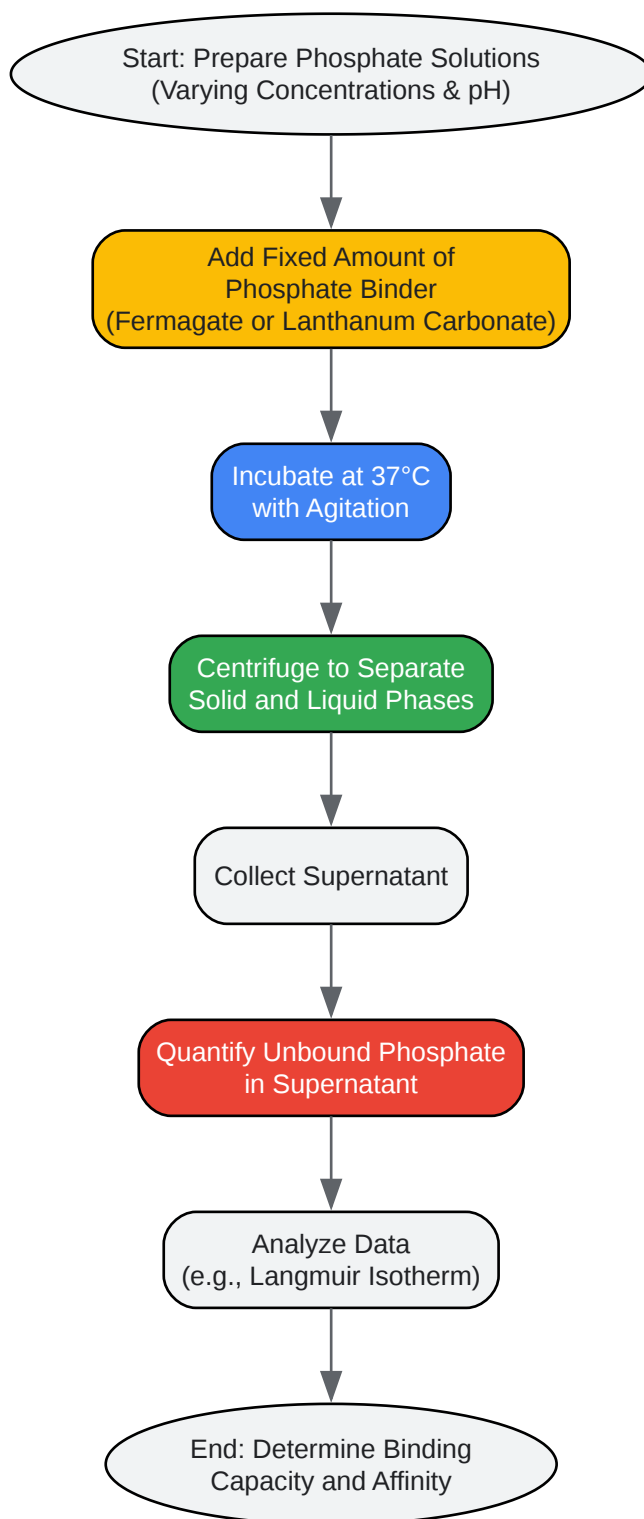 Start: Prepare Phosphate Solutions
(Varying Concentrations & pH)
Add Fixed Amount of
Phosphate Binder
(Fermagate or Lanthanum Carbonate)
Incubate at 37°C
with Agitation
Centrifuge to Separate
Solid and Liquid Phases
Collect Supernatant
Quantify Unbound Phosphate
in Supernatant
Analyze Data
(e.g., Langmuir Isotherm)
End: Determine Binding
Capacity and Affinity